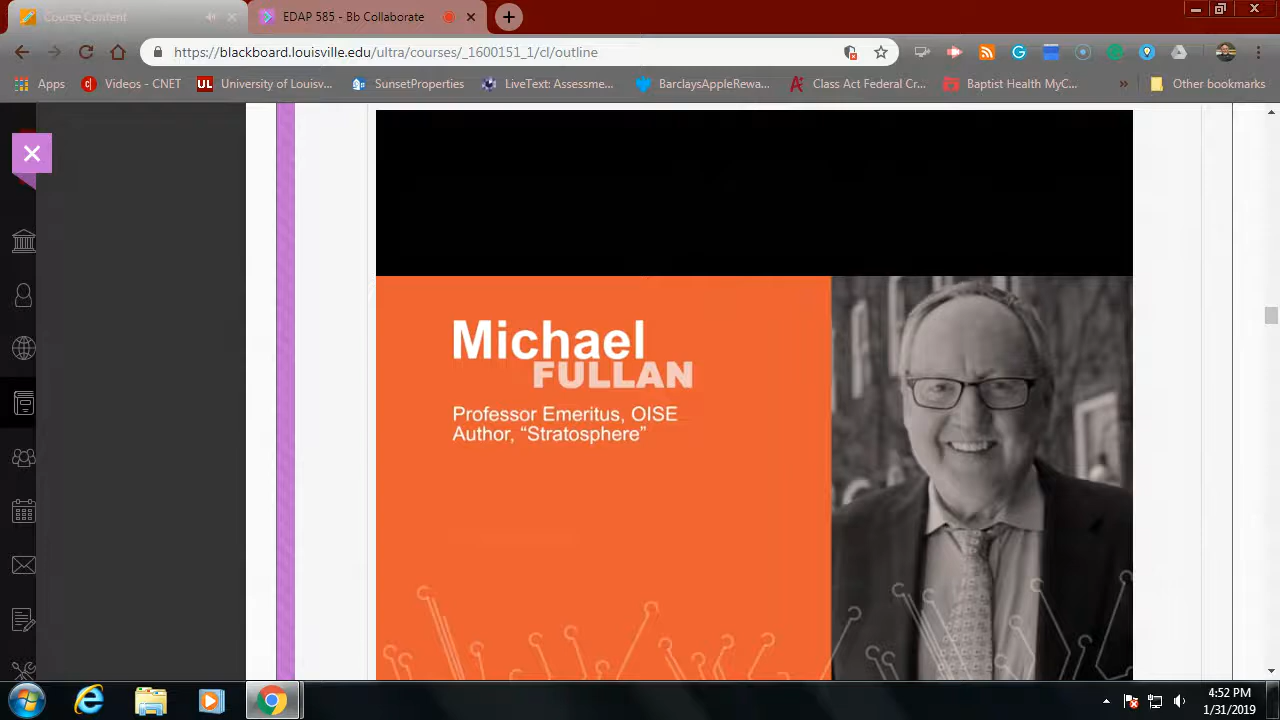 Course Content
EDAP 585 - Bb Collaborate
https://blackboard.louisville.edu/ultra/courses/_1600151_1/cl/outline
Apps
Videos - CNET
UL
University of Louisv...
SunsetProperties
LiveText: Assessme...
BarclaysAppleRewa...
Class Act Federal Cr...
Baptist Health MyC...
»
Other bookmarks
Michael
FULLAN
Professor Emeritus, OISE
Author, “Stratosphere”
4:52 PM
1/31/2019